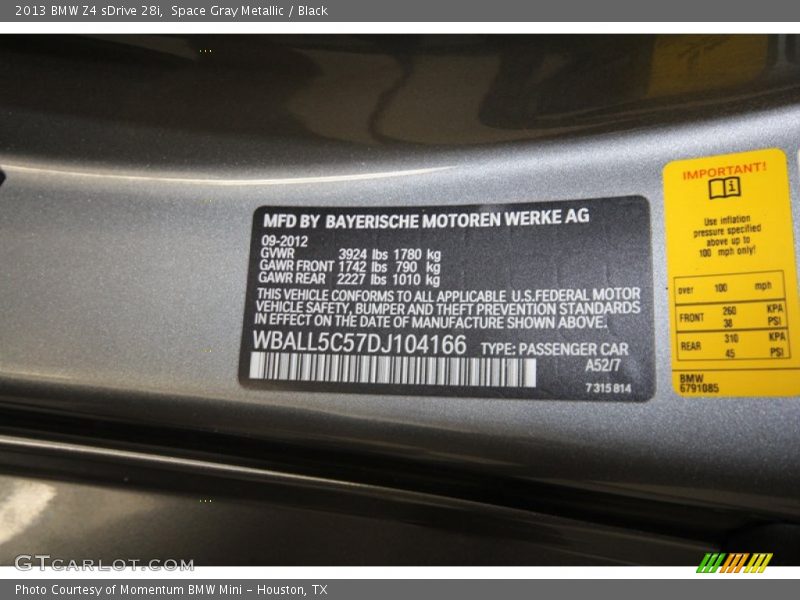 2013 BMW Z4 sDrive 28i, Space Gray Metallic / Black
MFD BY BAYERISCHE MOTOREN WERKE AG
09-2012
GVWR 3924 lbs 1780 kg
GAWR FRONT 1742 lbs 790 kg
GAWR REAR 2227 lbs 1010 kg
THIS VEHICLE CONFORMS TO ALL APPLICABLE U.S.FEDERAL MOTOR
VEHICLE SAFETY, BUMPER AND THEFT PREVENTION STANDARDS
IN EFFECT ON THE DATE OF MANUFACTURE SHOWN ABOVE.
WBALL5C57DJ104166 TYPE: PASSENGER CAR
A52/7
7 315 814
IMPORTANT!
Use inflation
pressure specified
above up to
100 mph only!
over 100 mph
FRONT 260 KPA
38 PSI
REAR 310 KPA
45 PSI
BMW
6791085
GTCARLOT.COM
Photo Courtesy of Momentum BMW Mini - Houston, TX